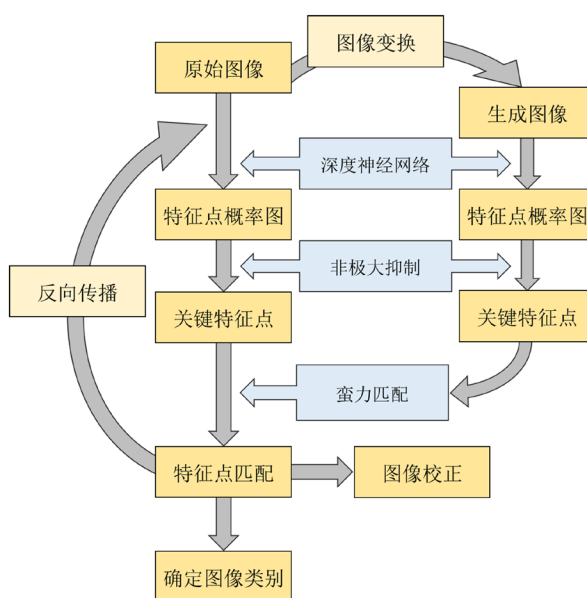 图像变换
原始图像
生成图像
深度神经网络
特征点概率图
特征点概率图
非极大抑制
反向传播
关键特征点
关键特征点
蛮力匹配
特征点匹配
图像校正
确定图像类别